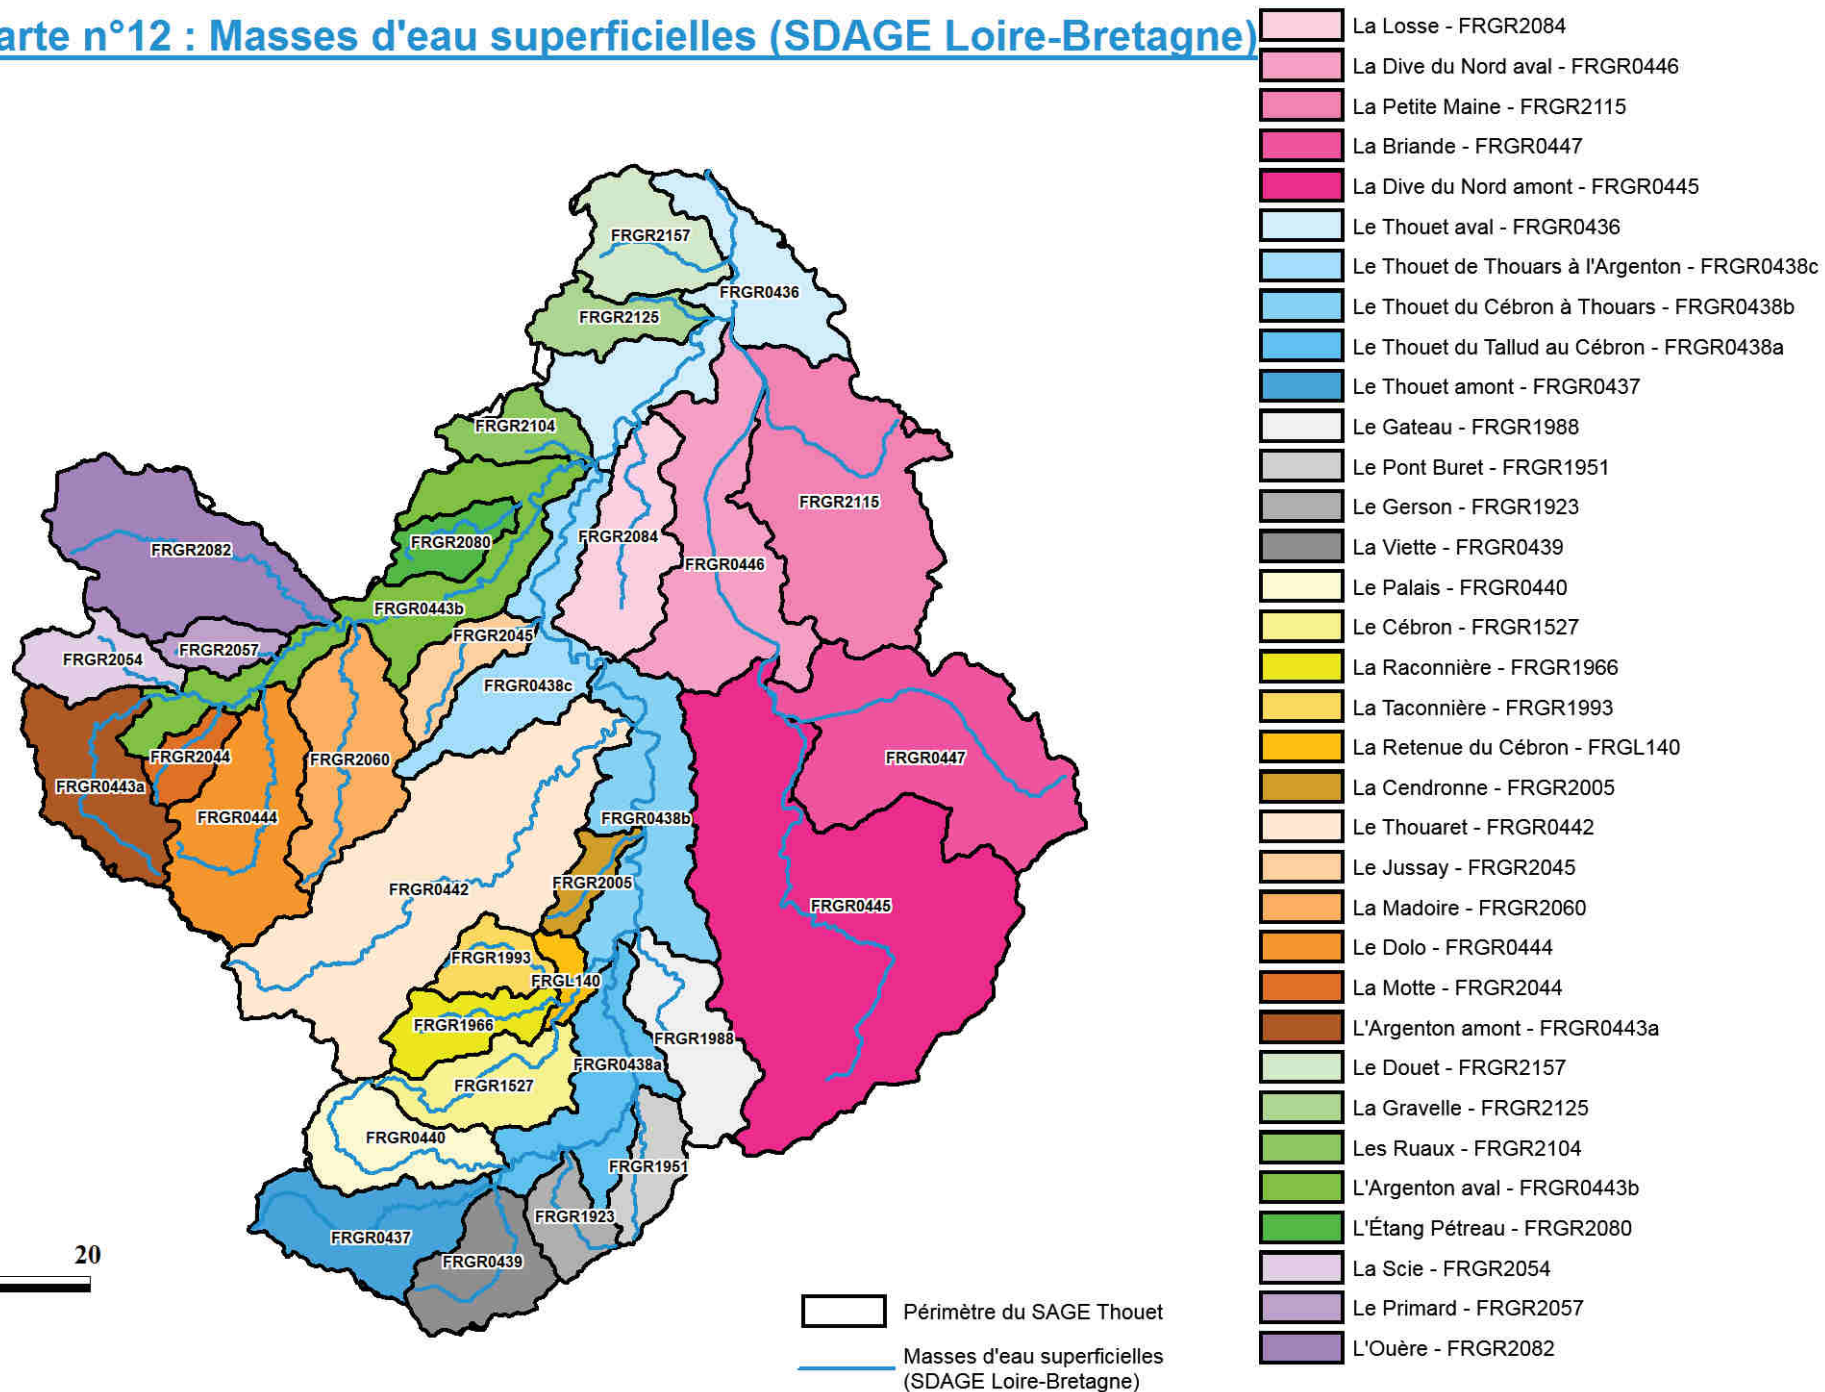 arte n°12 : Masses d'eau superficielles (SDAGE Loire-Bretagne)
La Losse - FRGR2084
La Dive du Nord aval - FRGR0446
La Petite Maine - FRGR2115
La Briande - FRGR0447
La Dive du Nord amont - FRGR0445
Le Thouet aval - FRGR0436
Le Thouet de Thouars à l'Argenton - FRGR0438c
Le Thouet du Cébron à Thouars - FRGR0438b
Le Thouet du Tallud au Cébron - FRGR0438a
Le Thouet amont - FRGR0437
Le Gateau - FRGR1988
Le Pont Buret - FRGR1951
Le Gerson - FRGR1923
La Viette - FRGR0439
Le Palais - FRGR0440
Le Cébron - FRGR1527
La Raconnière - FRGR1966
La Taconnière - FRGR1993
La Retenue du Cébron - FRGL140
La Cendronne - FRGR2005
Le Thouaret - FRGR0442
Le Jussay - FRGR2045
La Madoire - FRGR2060
Le Dolo - FRGR0444
La Motte - FRGR2044
L'Argenton amont - FRGR0443a
Le Douet - FRGR2157
La Gravelle - FRGR2125
Les Ruaux - FRGR2104
L'Argenton aval - FRGR0443b
L'Étang Pétreau - FRGR2080
La Scie - FRGR2054
Le Primard - FRGR2057
L'Ouère - FRGR2082
FRGR2157
FRGR0436
FRGR2125
FRGR2104
FRGR2115
FRGR2084
FRGR2080
FRGR2082
FRGR0446
FRGR0443b
FRGR2045
FRGR2057
FRGR2054
FRGR0438c
FRGR2044
FRGR2060
FRGR0447
FRGR0443a
FRGR0444
FRGR0438b
FRGR2005
FRGR0442
FRGR0445
FRGR1993
FRGL140
FRGR1966
FRGR1988
FRGR0438a
FRGR1527
FRGR0440
FRGR1951
FRGR1923
FRGR0437
FRGR0439
20
Périmètre du SAGE Thouet
Masses d'eau superficielles
(SDAGE Loire-Bretagne)